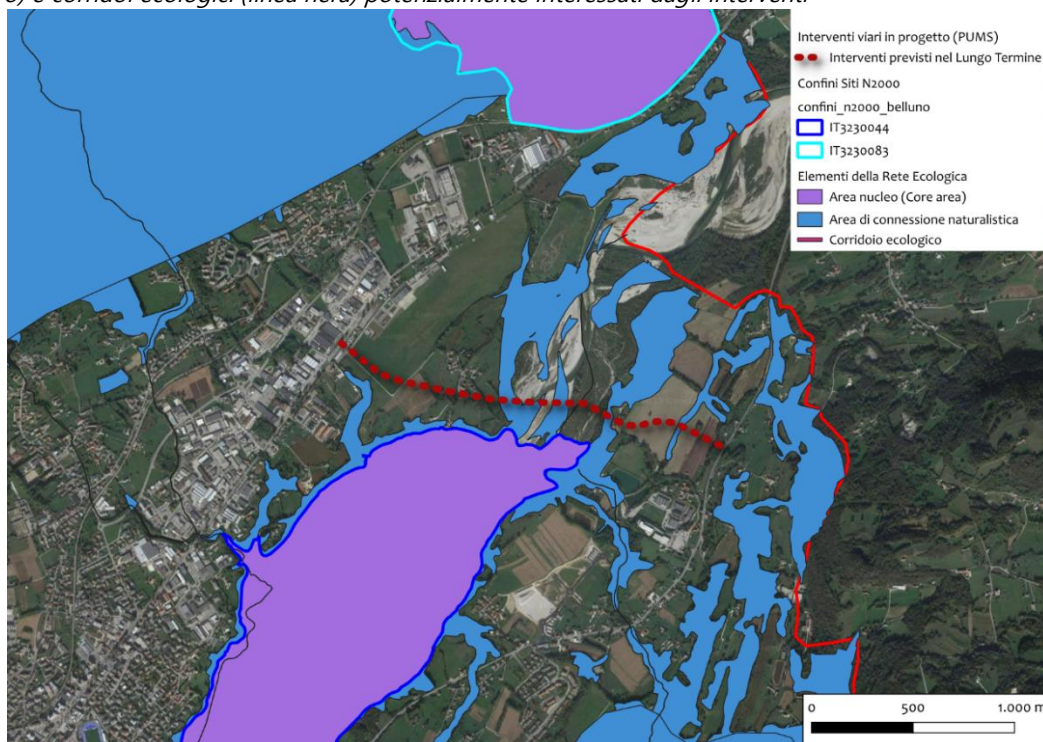 e corridoi ecologici (linea nera) potenzialmente interessati dagli interventi
Interventi viari in progetto (PUMS)
Interventi previsti nel Lungo Termine
Confini Siti N2000
confini_n2000_belluno
IT3230044
IT3230083
Elementi della Rete Ecologica
Area nucleo (Core area)
Area di connessione naturalistica
Corridoio ecologico
0 500 1.000 m